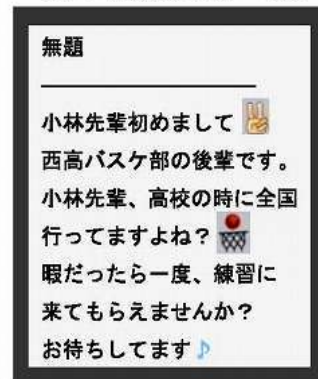 無題
小林先輩初めまして✌
西高バスケ部の後輩です。
小林先輩、高校の時に全国
行ってますよね？🏀
暇だったら一度、練習に
来てもらえませんか？
お待ちしてます♪